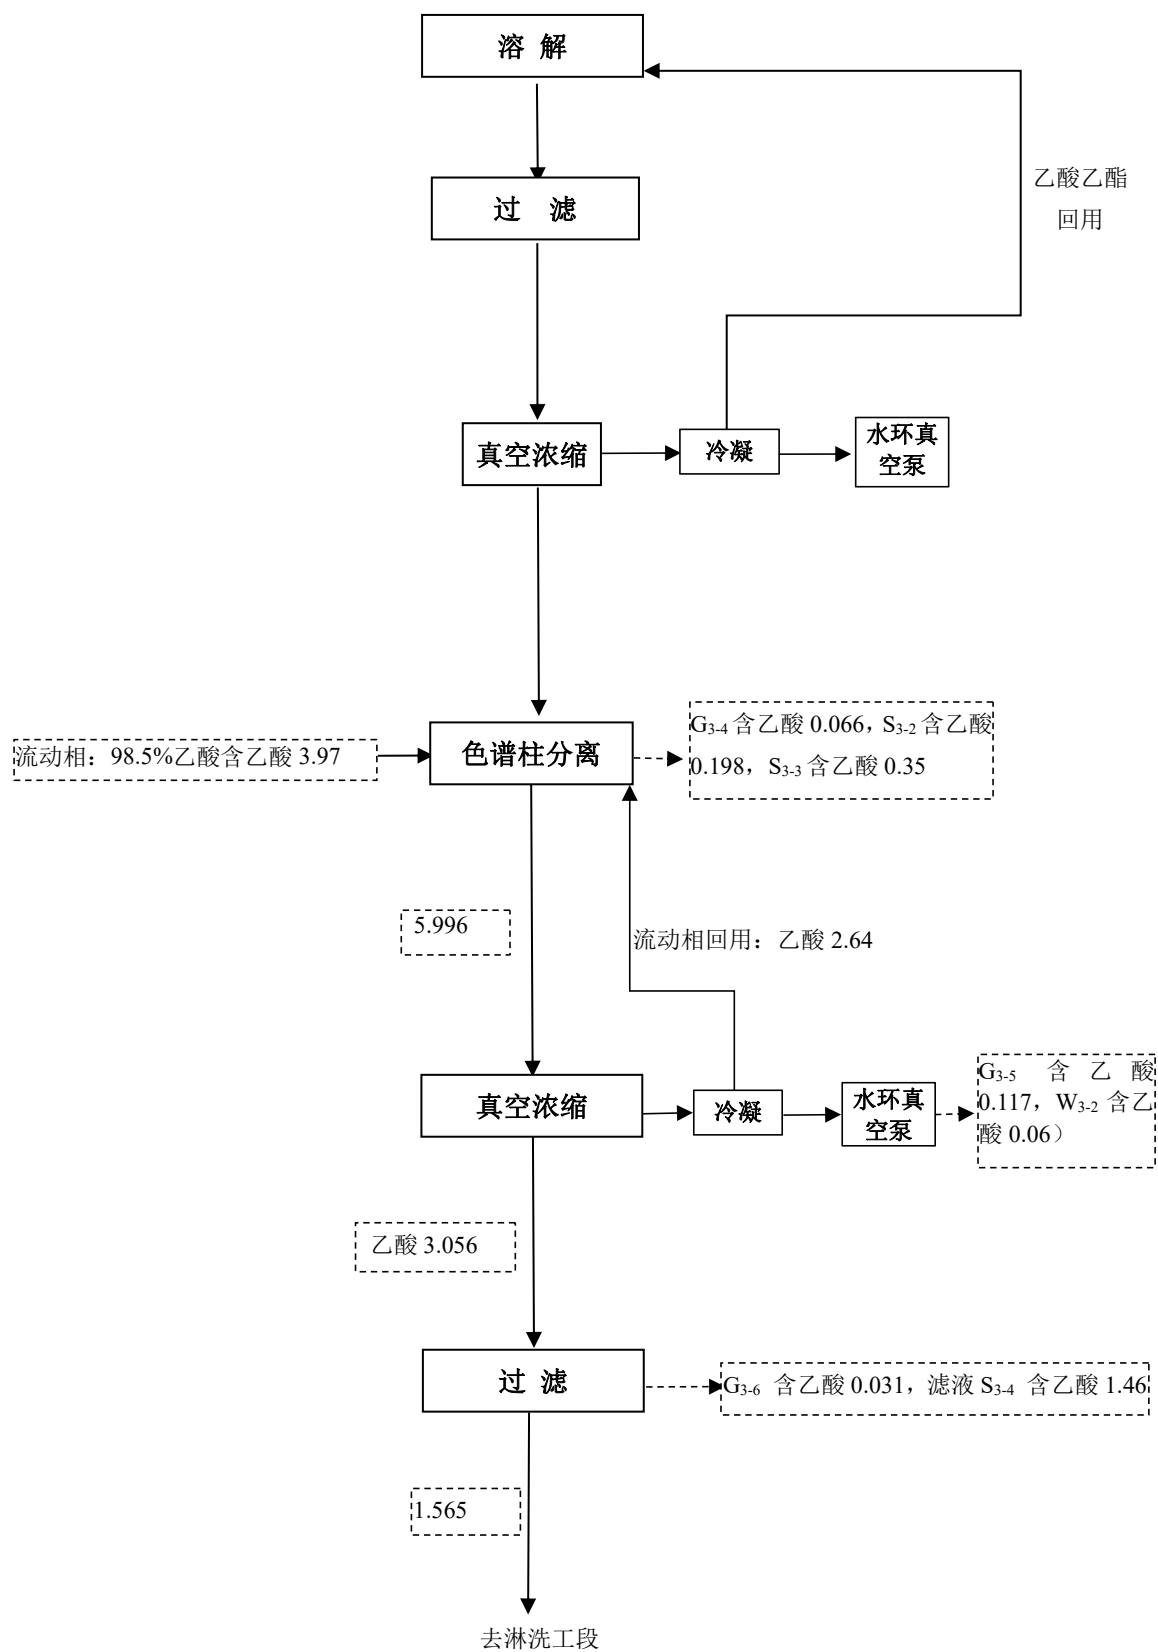 溶 解
过 滤
乙酸乙酯
回用
真空浓缩
冷凝
水环真
空泵
流动相：98.5%乙酸含乙酸 3.97
色谱柱分离
G3-4 含乙酸 0.066，S3-2 含乙酸
0.198，S3-3 含乙酸 0.35
5.996
流动相回用：乙酸 2.64
真空浓缩
冷凝
水环真
空泵
G3-5 含乙酸
0.117，W3-2 含乙
酸 0.06）
乙酸 3.056
过 滤
G3-6 含乙酸 0.031，滤液 S3-4 含乙酸 1.46
1.565
去淋洗工段